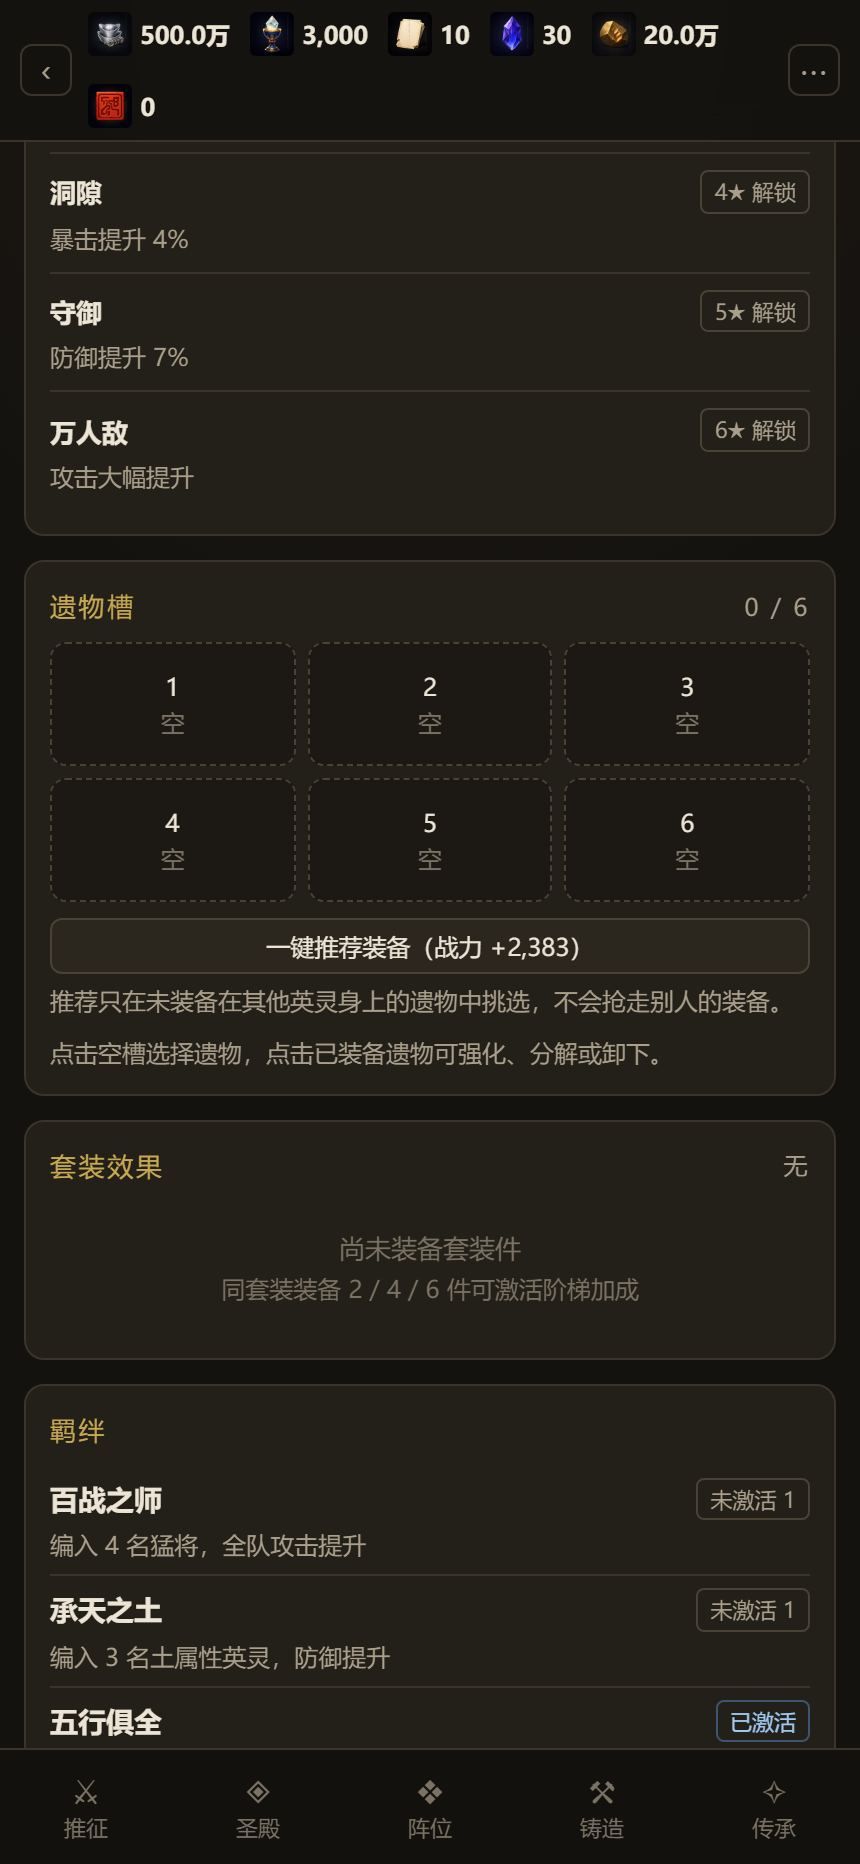 500.0万 3,000 10 30 20.0万
0
洞隙 4★ 解锁
暴击提升 4%
守御 5★ 解锁
防御提升 7%
万人敌 6★ 解锁
攻击大幅提升
遗物槽 0 / 6
1 2 3
空 空 空
4 5 6
空 空 空
一键推荐装备（战力 +2,383）
推荐只在未装备在其他英灵身上的遗物中挑选，不会抢走别人的装备。
点击空槽选择遗物，点击已装备遗物可强化、分解或卸下。
套装效果 无
尚未装备套装件
同套装装备 2 / 4 / 6 件可激活阶梯加成
羁绊
百战之师 未激活 1
编入 4 名猛将，全队攻击提升
承天之土 未激活 1
编入 3 名土属性英灵，防御提升
五行俱全 已激活
推征 圣殿 阵位 铸造 传承